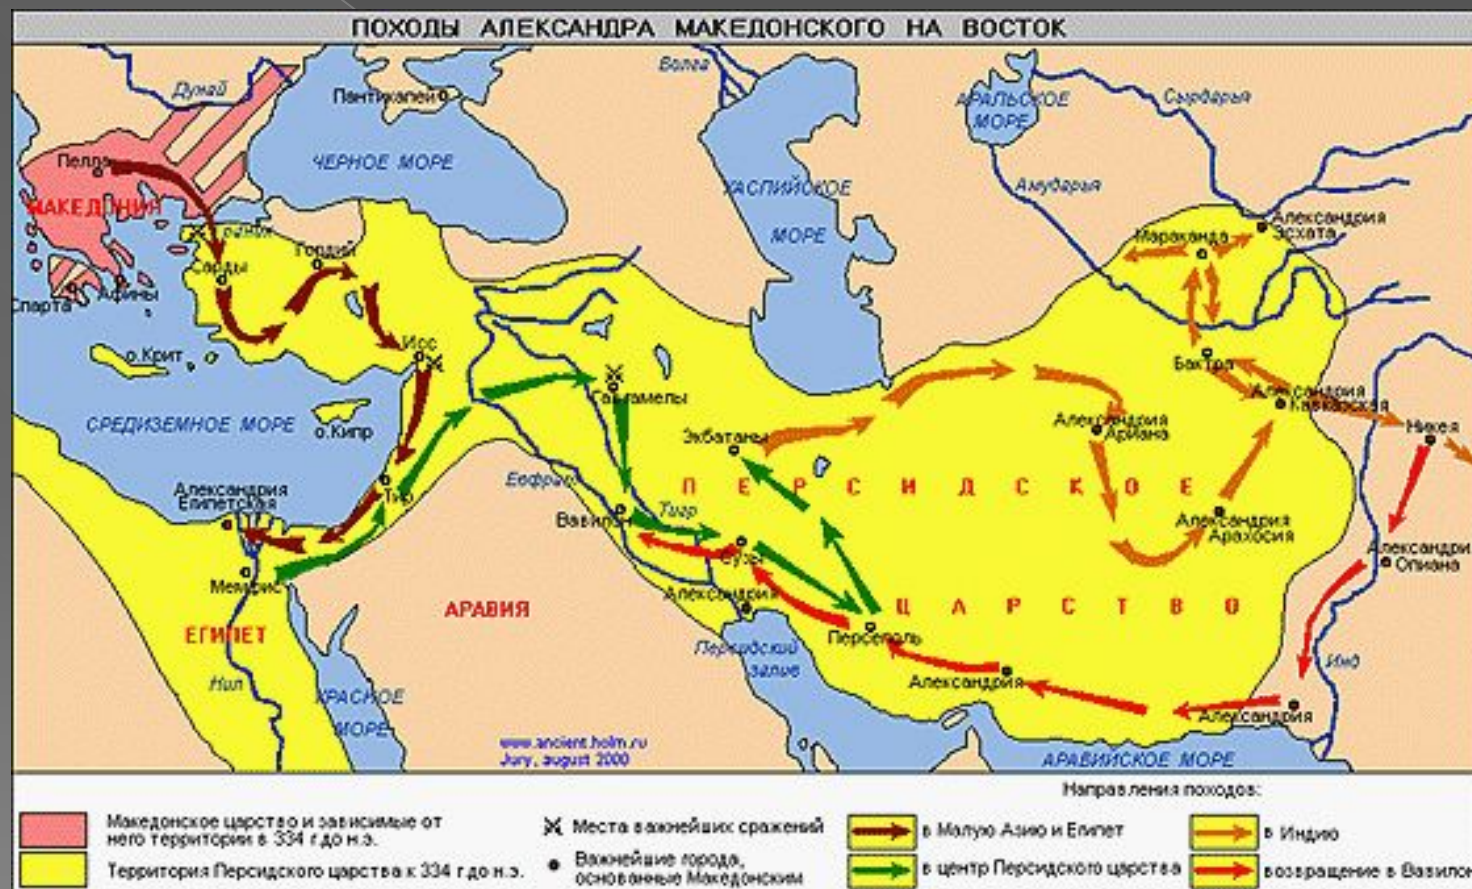 ПОХОДЫ АЛЕКСАНДРА МАКЕДОНСКОГО НА ВОСТОК
Дунай
Волга
Пантикапей
АРАЛЬСКОЕ
МОРЕ
Сырдарья
Пелла
ЧЕРНОЕ МОРЕ
КАСПИЙСКОЕ
МОРЕ
Амударья
МАКЕДОНИЯ
Александрия
Эсхата
Мараканда
Гордий
Сарды
Спарта
Афины
Исс
о.Крит
Бактра
Гавгамелы
Александрия
Кавказская
СРЕДИЗЕМНОЕ МОРЕ
о.Кипр
Экбатаны
Александрия
Ариана
Никея
Евфрат
ПЕРСИДСКОЕ
Александрия
Египетская
Тир
Вавилон
Тигр
Александрия
Арахосия
Сузы
Александри
Опиана
Мемфис
Александрия
АРАВИЯ
ЦАРСТВО
ЕГИПЕТ
Персеполь
Персидский
залив
Инд
Нил
Александрия
КРАСНОЕ
МОРЕ
Александрия
www.ancient.holm.ru
Jury, august 2000
АРАВИЙСКОЕ МОРЕ
Направления походов:
Македонское царство и зависимые от
него территории в 334 г.до н.э.
Территория Персидского царства к 334 г.до н.э.
Места важнейших сражений
Важнейшие города,
основанные Македонским
в Малую Азию и Египет
в центр Персидского царства
в Индию
возвращение в Вавилон